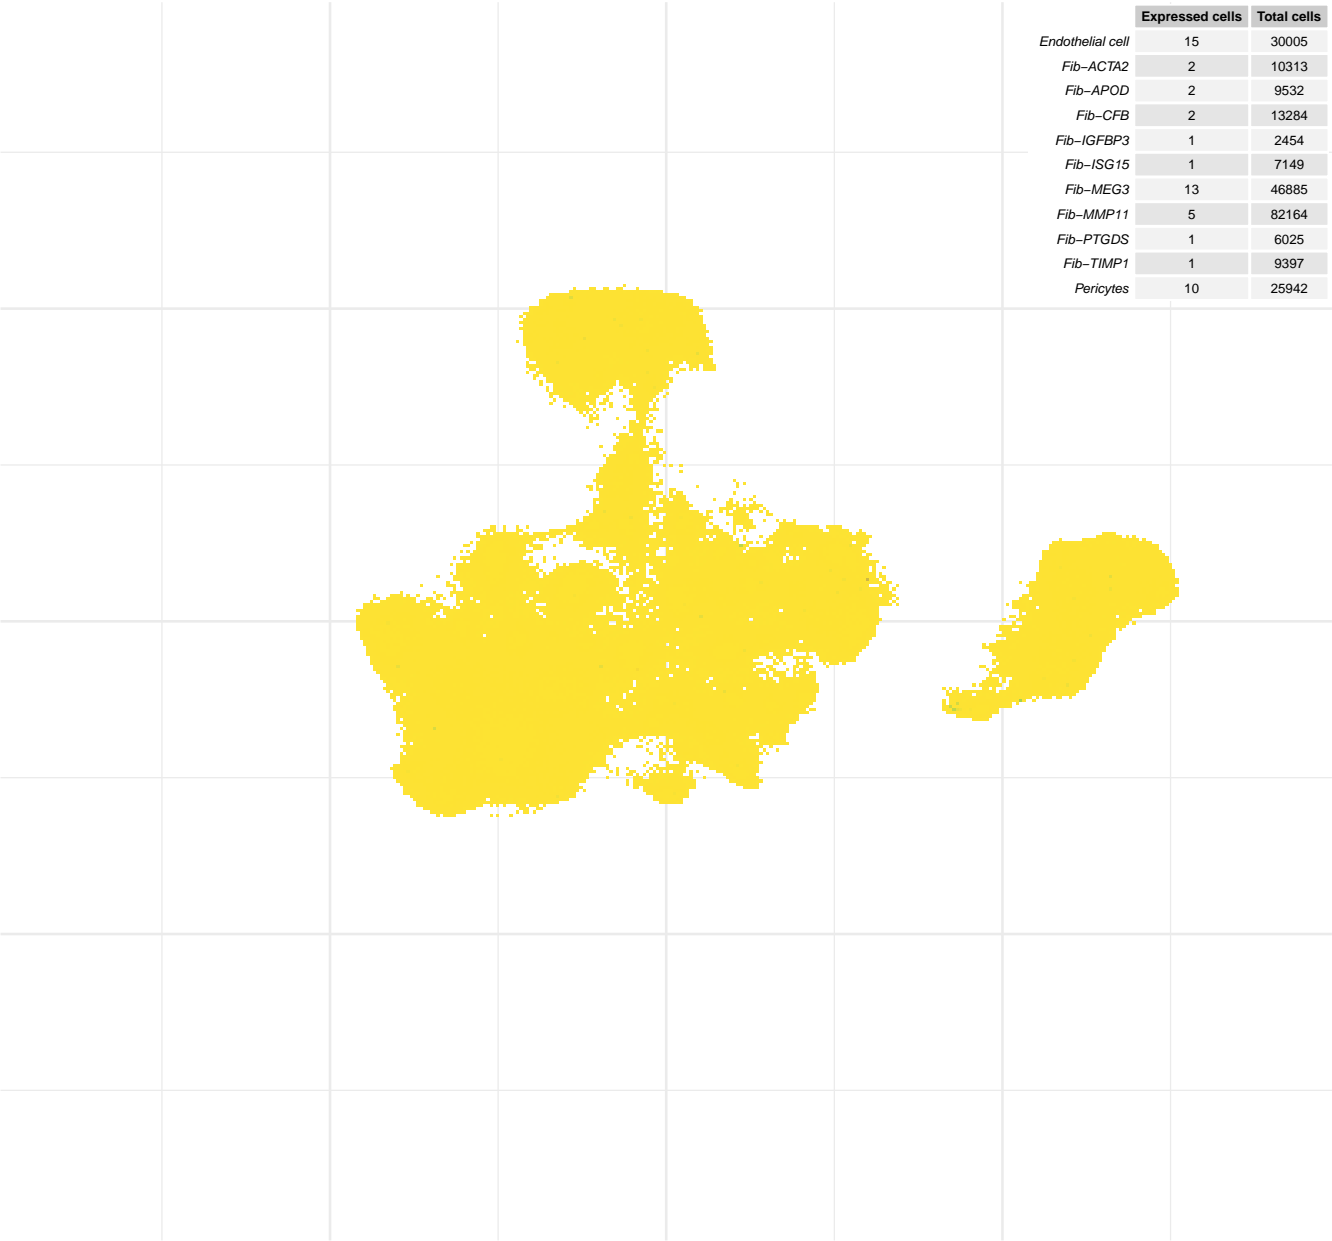 Expressed cells Total cells
Endothelial cell 15 30005
Fib−ACTA2 2 10313
Fib−APOD 2 9532
Fib−CFB 2 13284
Fib−IGFBP3 1 2454
Fib−ISG15 1 7149
Fib−MEG3 13 46885
Fib−MMP11 5 82164
Fib−PTGDS 1 6025
Fib−TIMP1 1 9397
Pericytes 10 25942